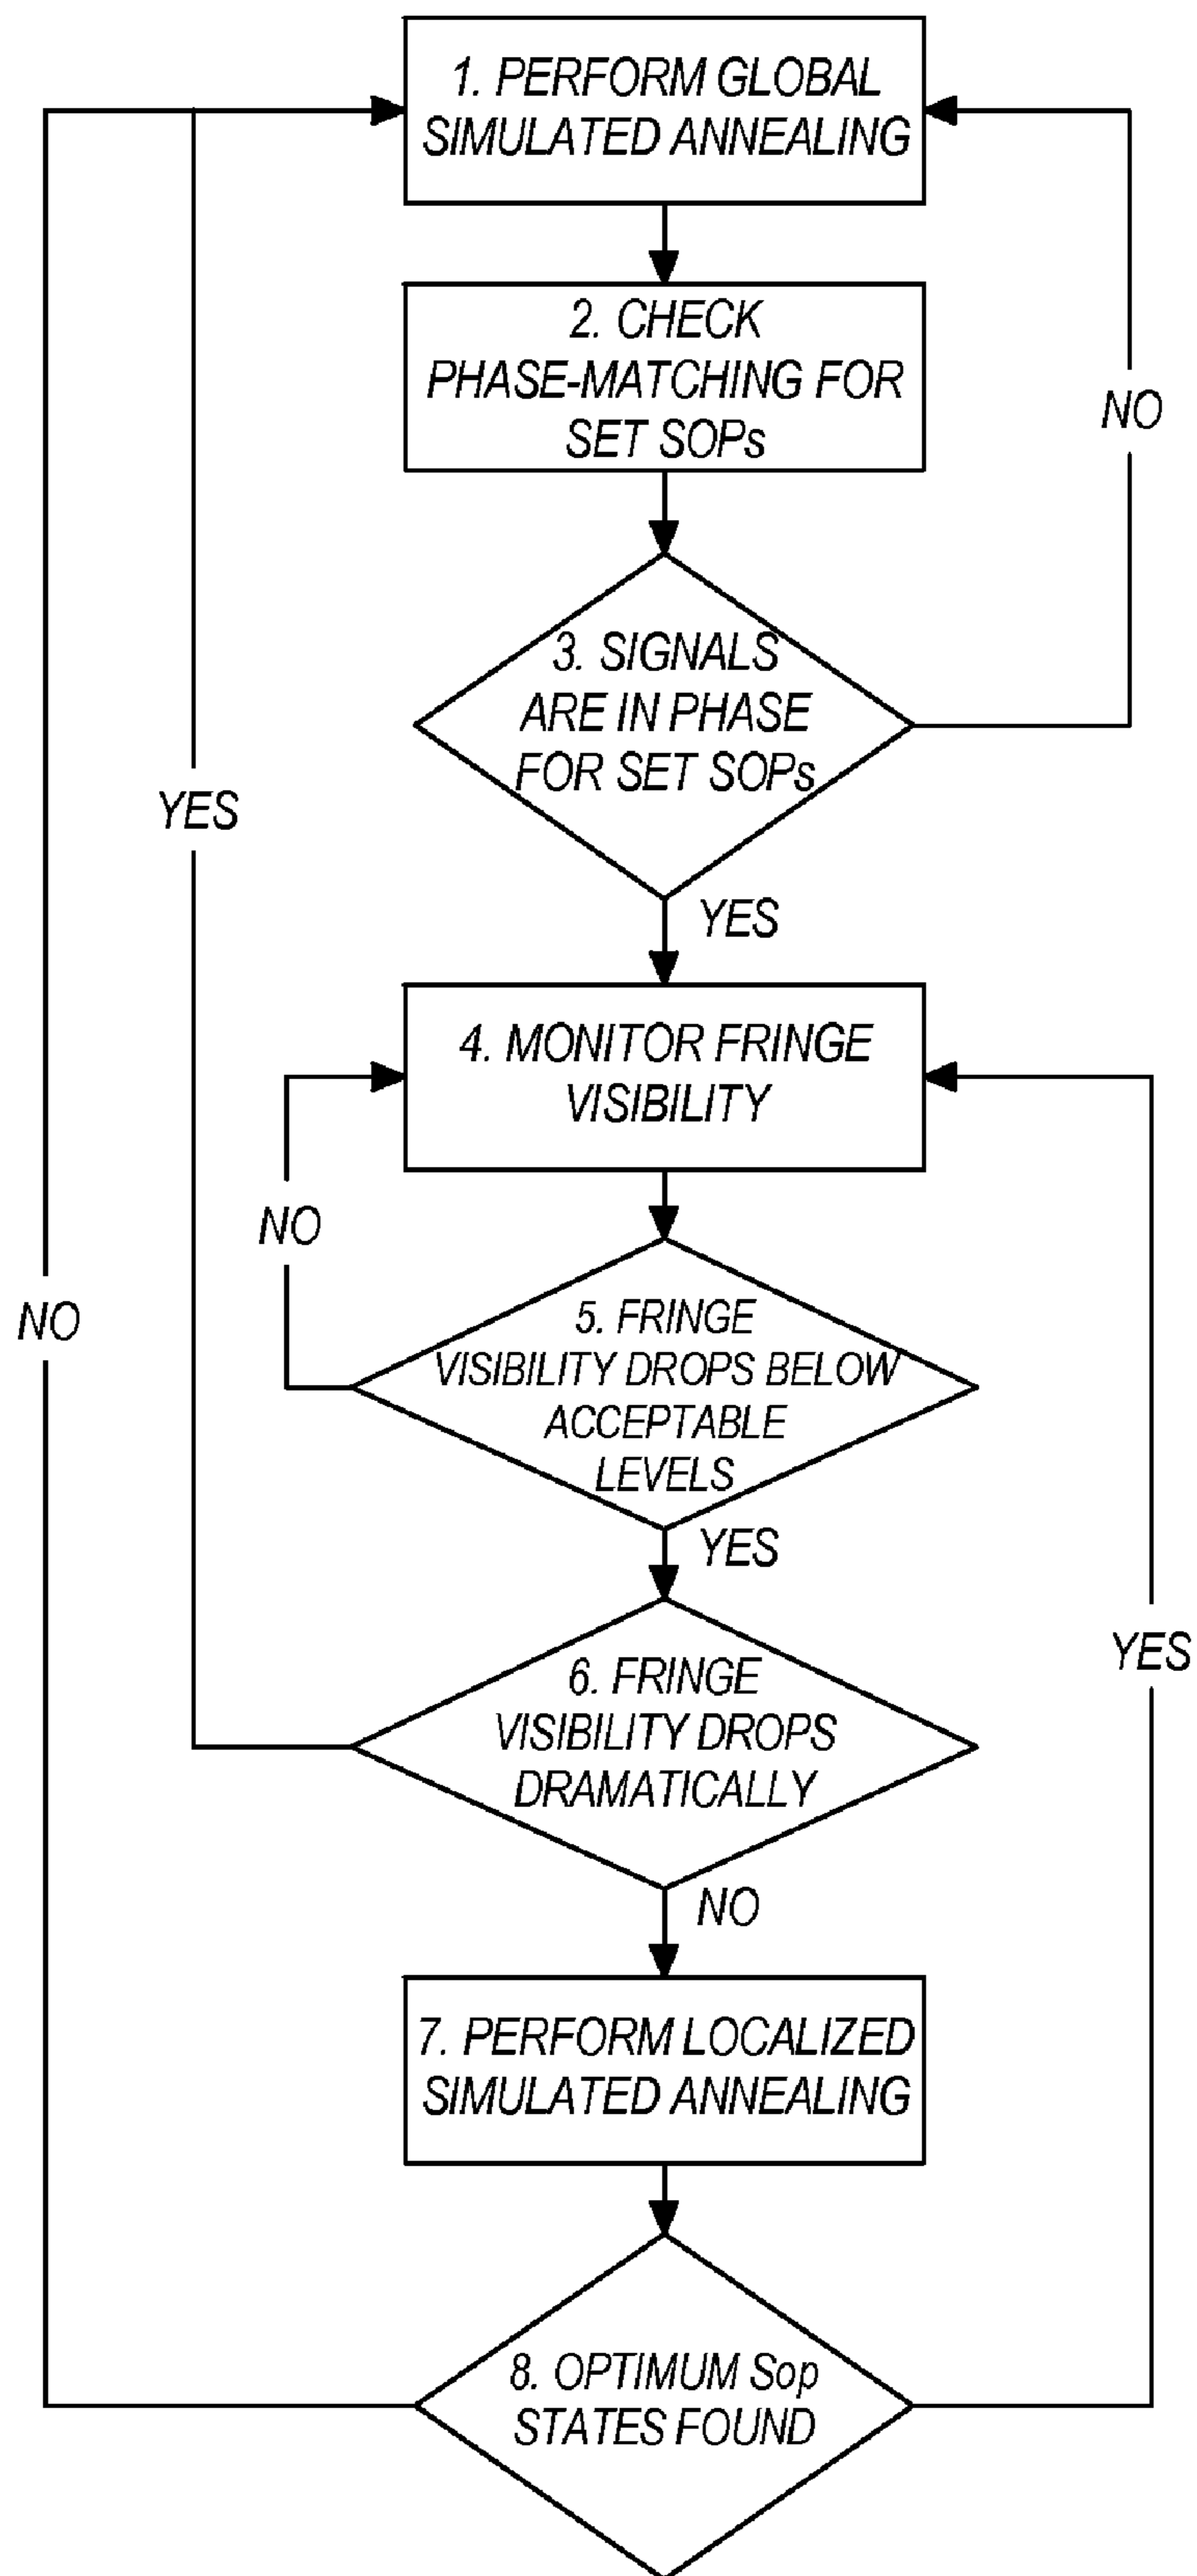 1. PERFORM GLOBAL
SIMULATED ANNEALING
2. CHECK
PHASE-MATCHING FOR
SET SOPs
NO
3. SIGNALS
ARE IN PHASE
FOR SET SOPs
YES
YES
4. MONITOR FRINGE
VISIBILITY
NO
NO
5. FRINGE
VISIBILITY DROPS BELOW
ACCEPTABLE
LEVELS
YES
6. FRINGE
VISIBILITY DROPS
DRAMATICALLY
YES
NO
7. PERFORM LOCALIZED
SIMULATED ANNEALING
8. OPTIMUM Sop
STATES FOUND